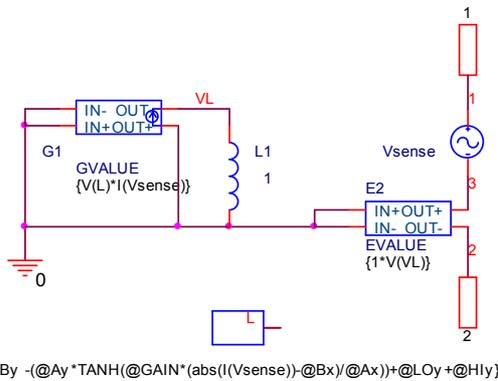 1
1
VL
IN- OUT-
IN+OUT+
G1
GVALUE
{V(L)*I(Vsense)}
L1
1
Vsense
3
E2
IN+OUT+
IN- OUT-
EVALUE
{1*V(VL)}
2
0
L
2
By -(@Ay*TANH(@GAIN*(abs(I(Vsense))-@Bx)/@Ax))+@LOy+@HIy}